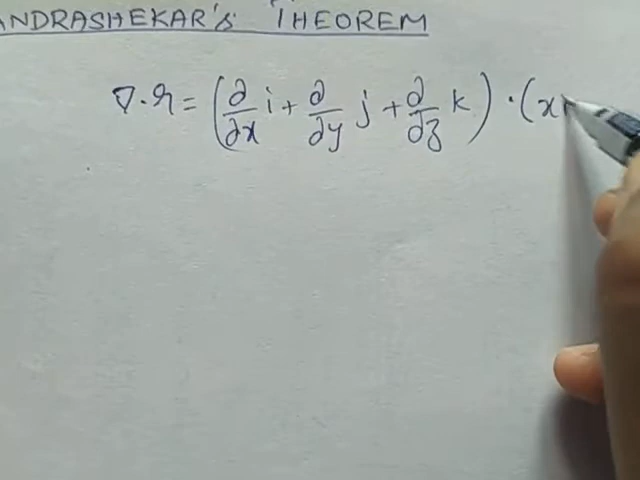 ANDRASHEKAR'S THEOREM
∇·r = (∂/∂x i + ∂/∂y j + ∂/∂z k) · (x